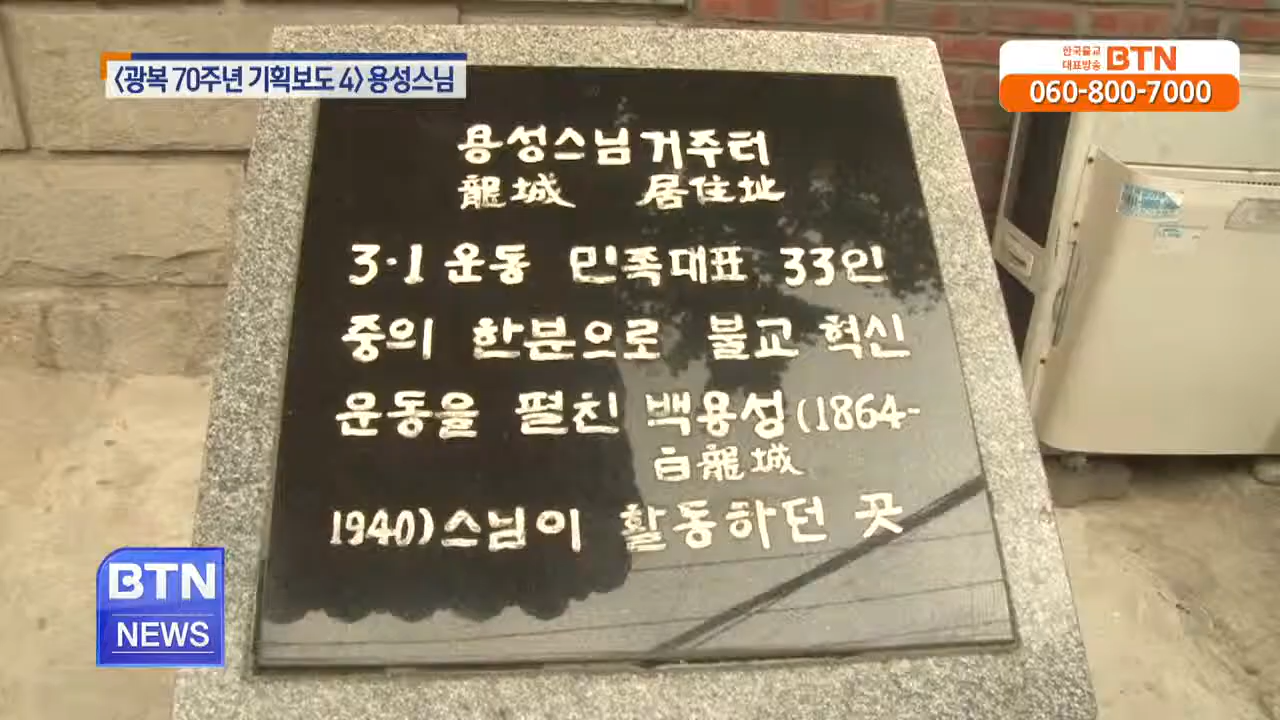 〈광복 70주년 기획보도 4〉 용성스님
한국불교
대표방송 BTN
060-800-7000
용성스님 거주터
龍城 居住址
3·1 운동 민족대표 33인
중의 한분으로 불교 혁신
운동을 펼친 백용성(1864-
白龍城
1940)스님이 활동하던 곳
BTN
NEWS